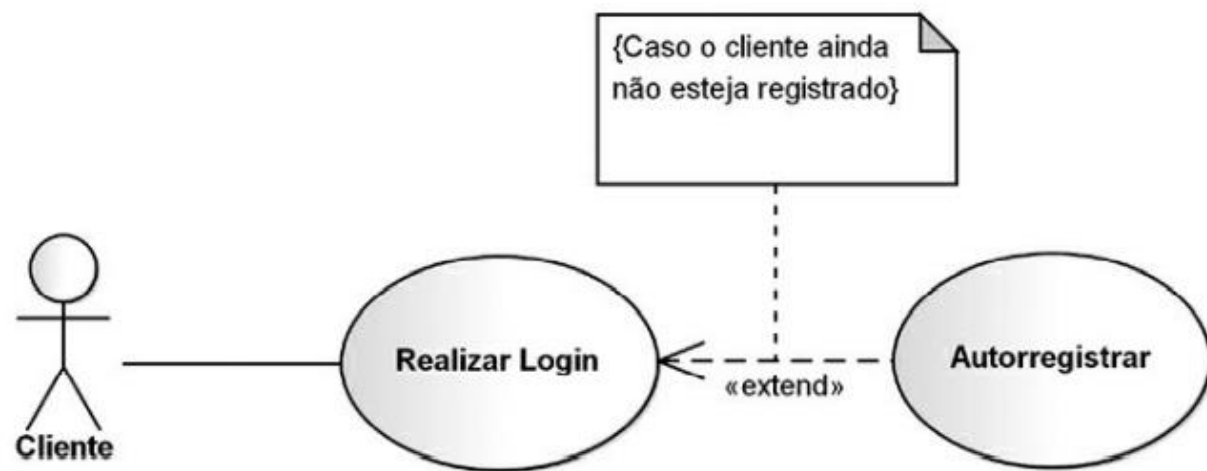 {Caso o cliente ainda
não esteja registrado}
Realizar Login
«extend»
Autorregistrar
Cliente